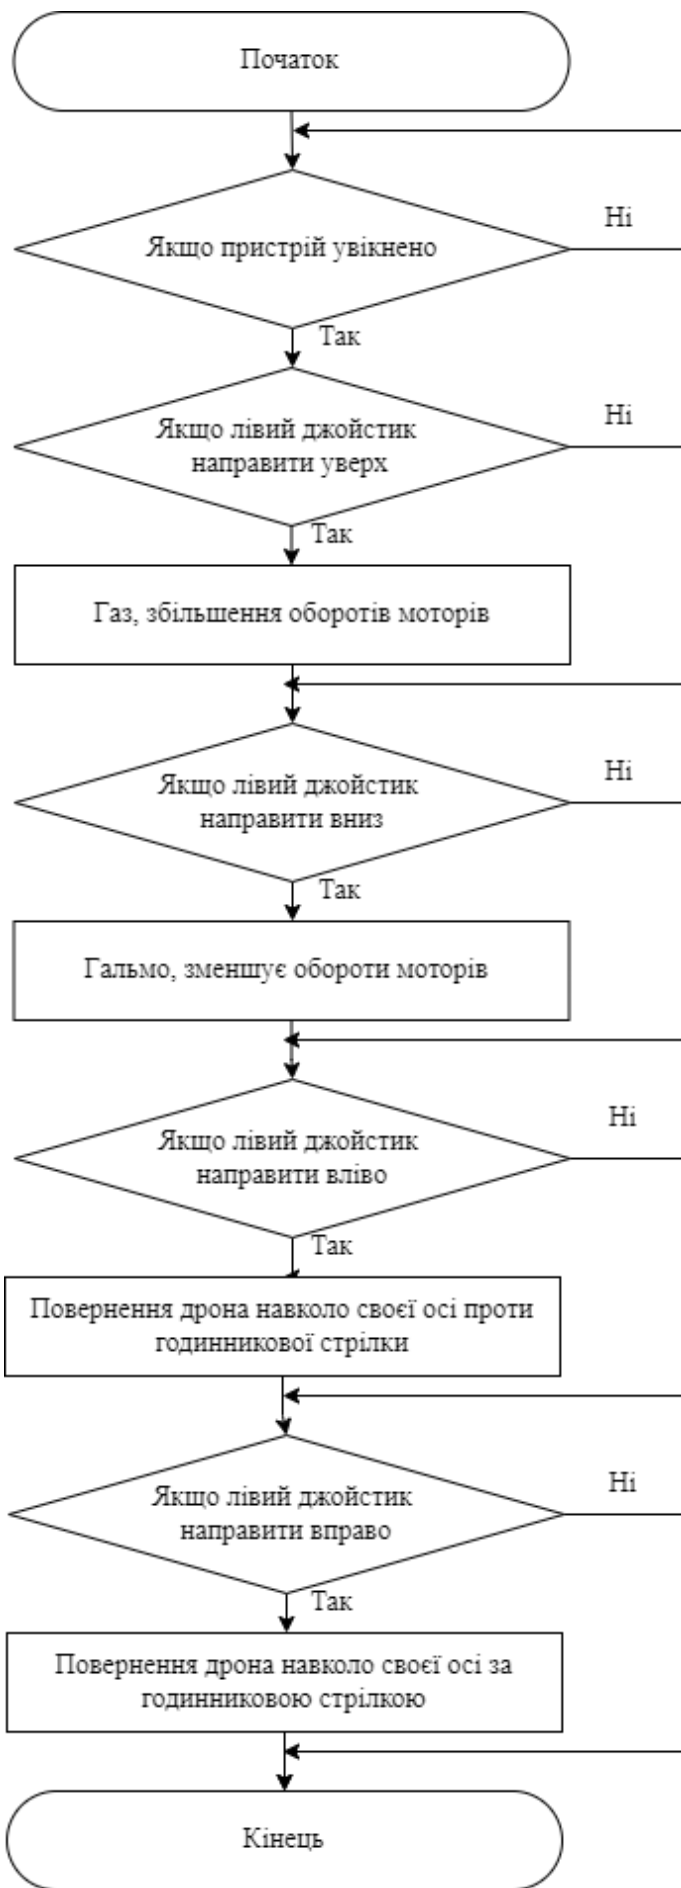 Початок
Ні
Якщо пристрій увікнено
Так
Ні
Якщо лівий джойстик
направити уверх
Так
Газ, збільшення оборотів моторів
Ні
Якщо лівий джойстик
направити вниз
Так
Гальмо, зменшує обороти моторів
Ні
Якщо лівий джойстик
направити вліво
Так
Повернення дрона навколо своєї осі проти
годинникової стрілки
Ні
Якщо лівий джойстик
направити вправо
Так
Повернення дрона навколо своєї осі за
годинниковою стрілкою
Кінець